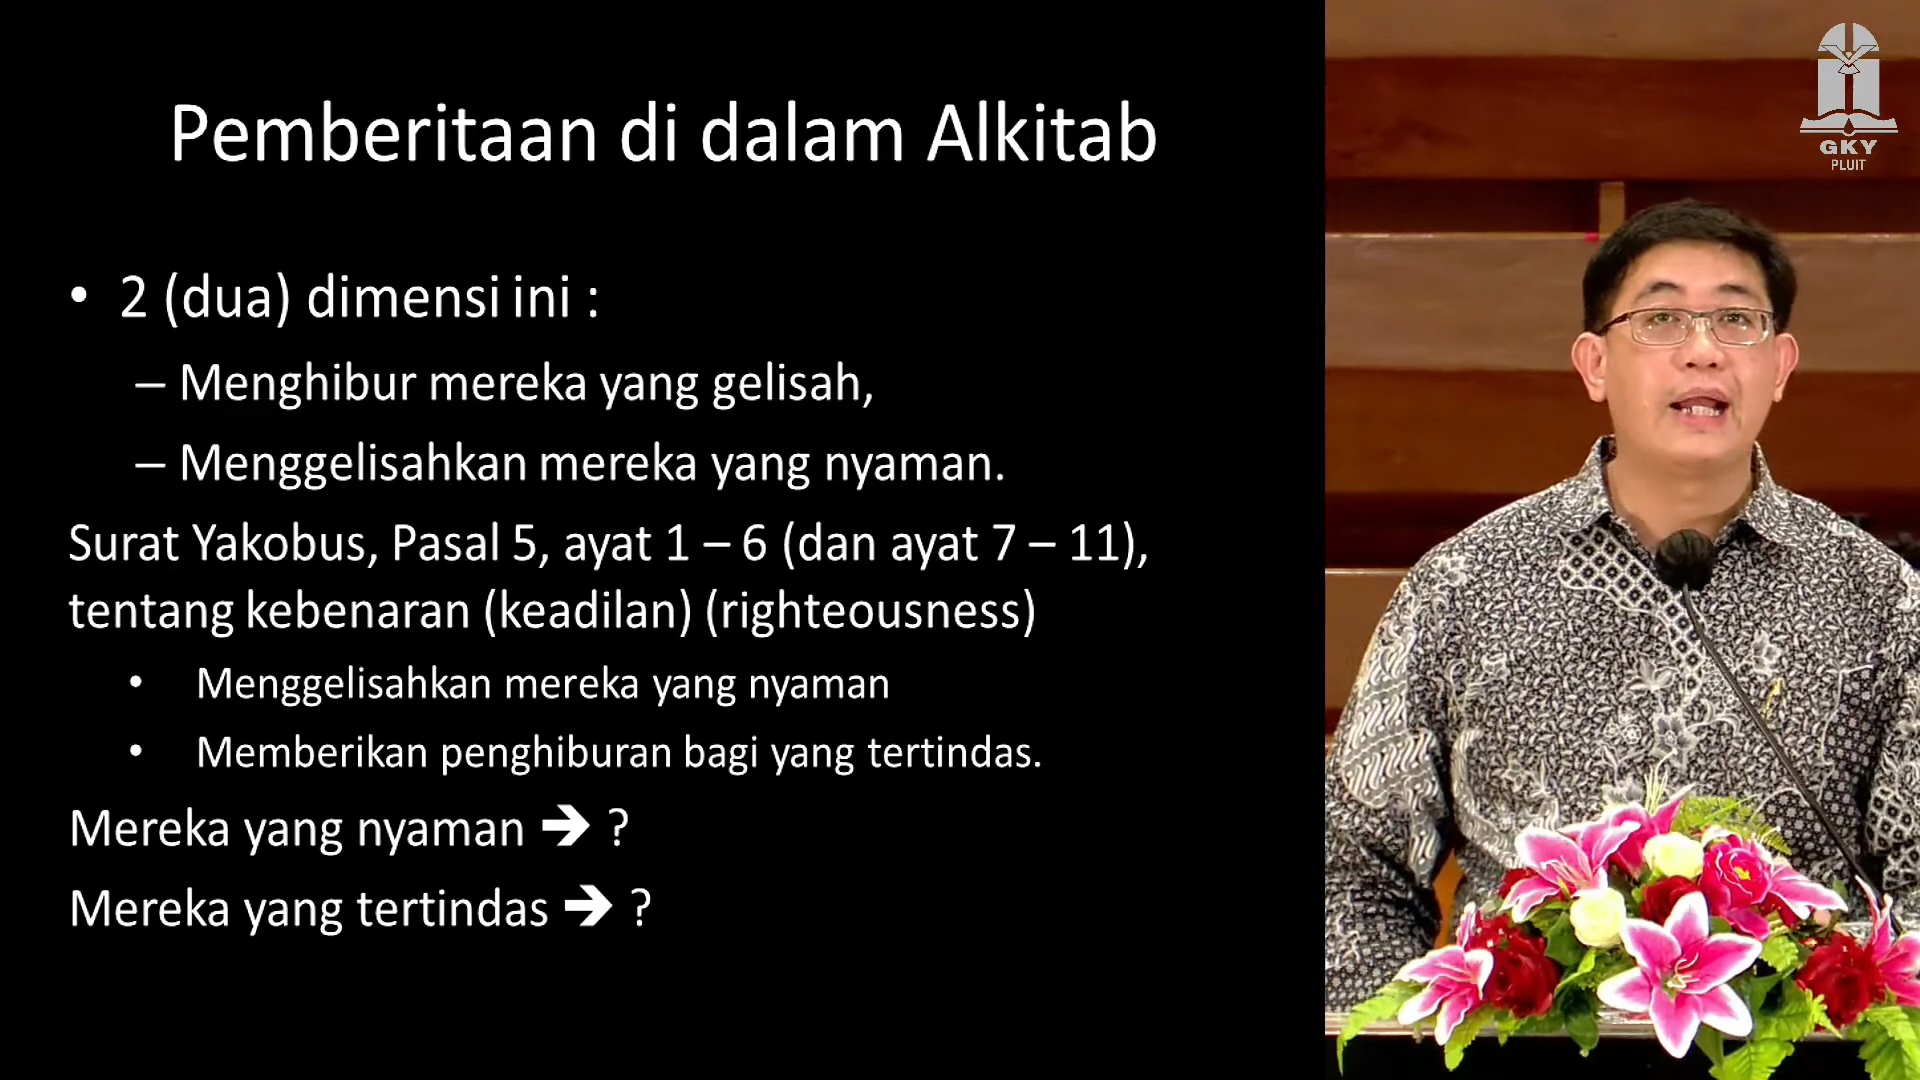 Pemberitaan di dalam Alkitab
• 2 (dua) dimensi ini :
– Menghibur mereka yang gelisah,
– Menggelisahkan mereka yang nyaman.
Surat Yakobus, Pasal 5, ayat 1 – 6 (dan ayat 7 – 11),
tentang kebenaran (keadilan) (righteousness)
• Menggelisahkan mereka yang nyaman
• Memberikan penghiburan bagi yang tertindas.
Mereka yang nyaman ➔ ?
Mereka yang tertindas ➔ ?
GKY
PLUIT